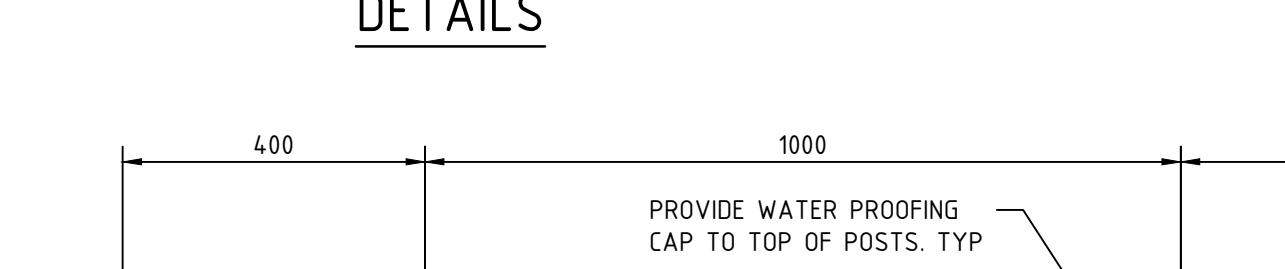 DETAILS
400 1000
PROVIDE WATER PROOFING
CAP TO TOP OF POSTS. TYP